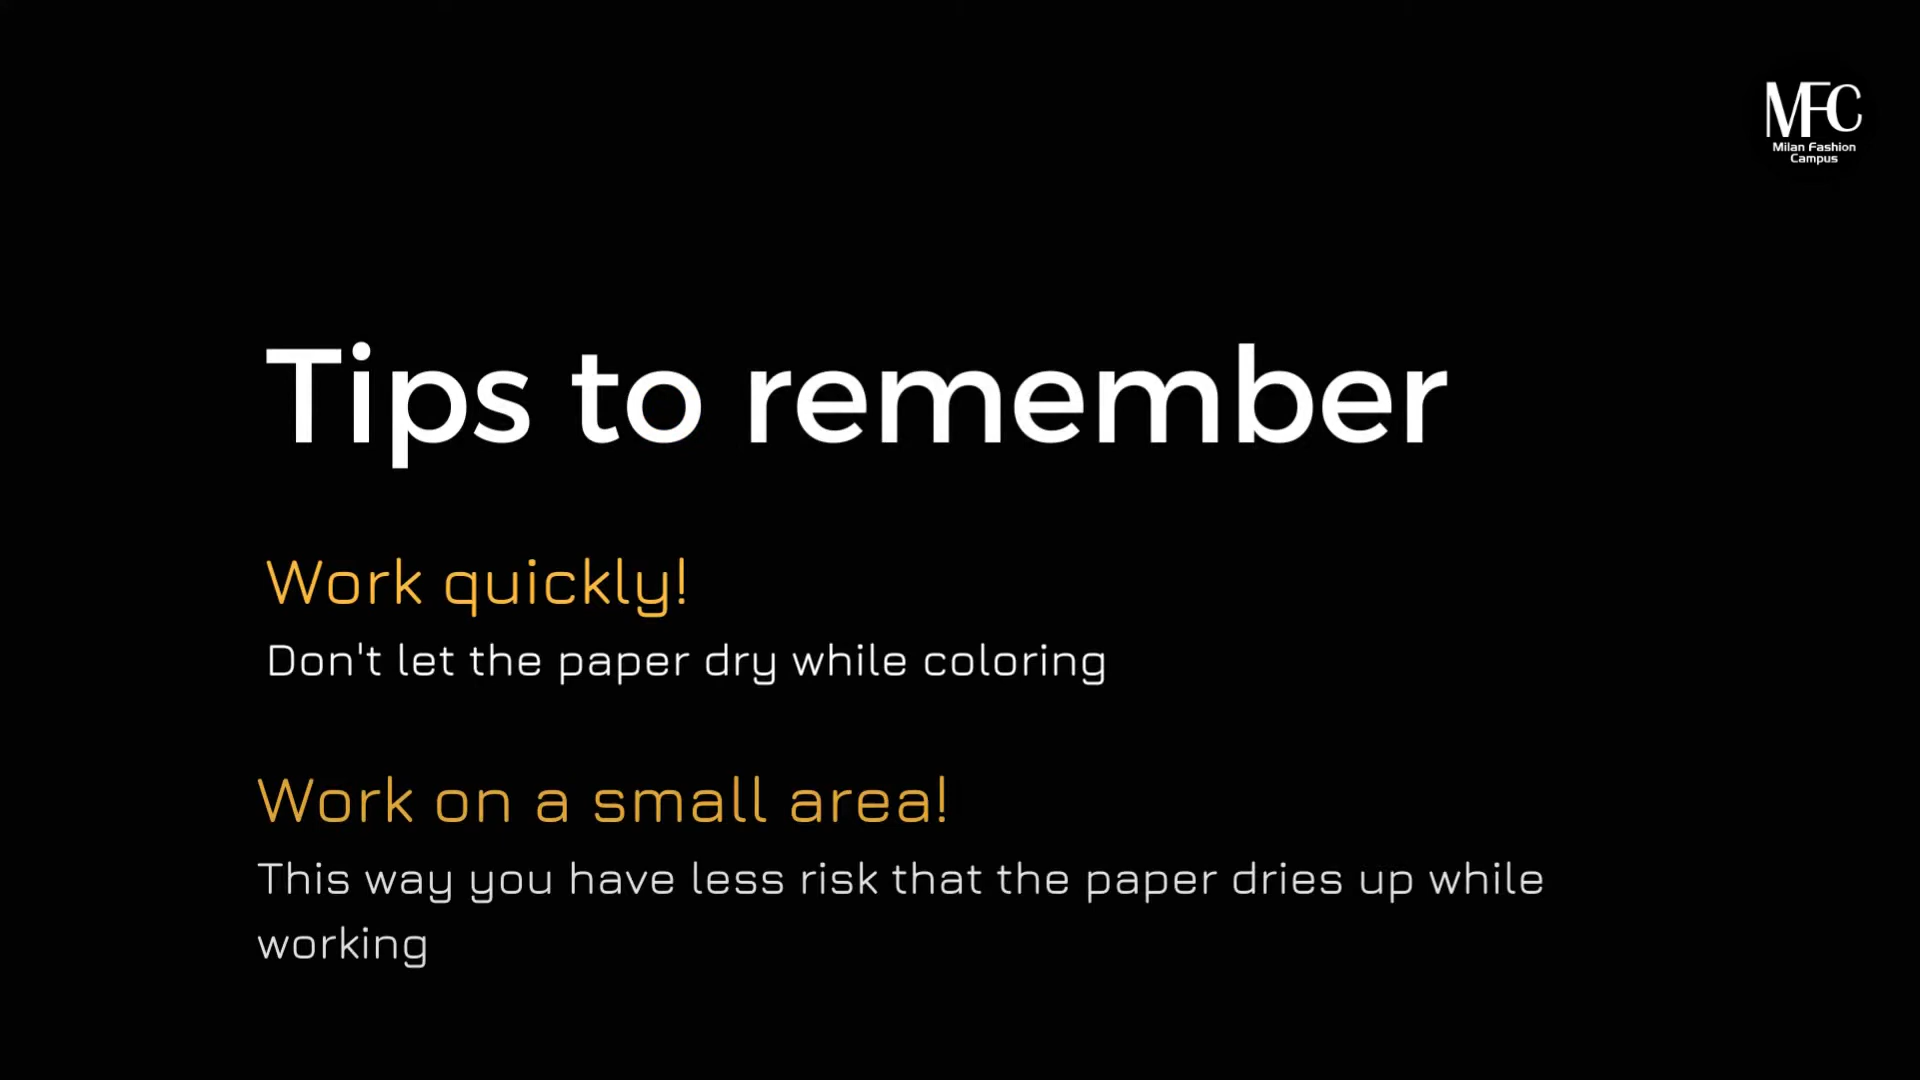 MFC
Milan Fashion
Campus
Tips to remember
Work quickly!
Don't let the paper dry while coloring
Work on a small area!
This way you have less risk that the paper dries up while
working